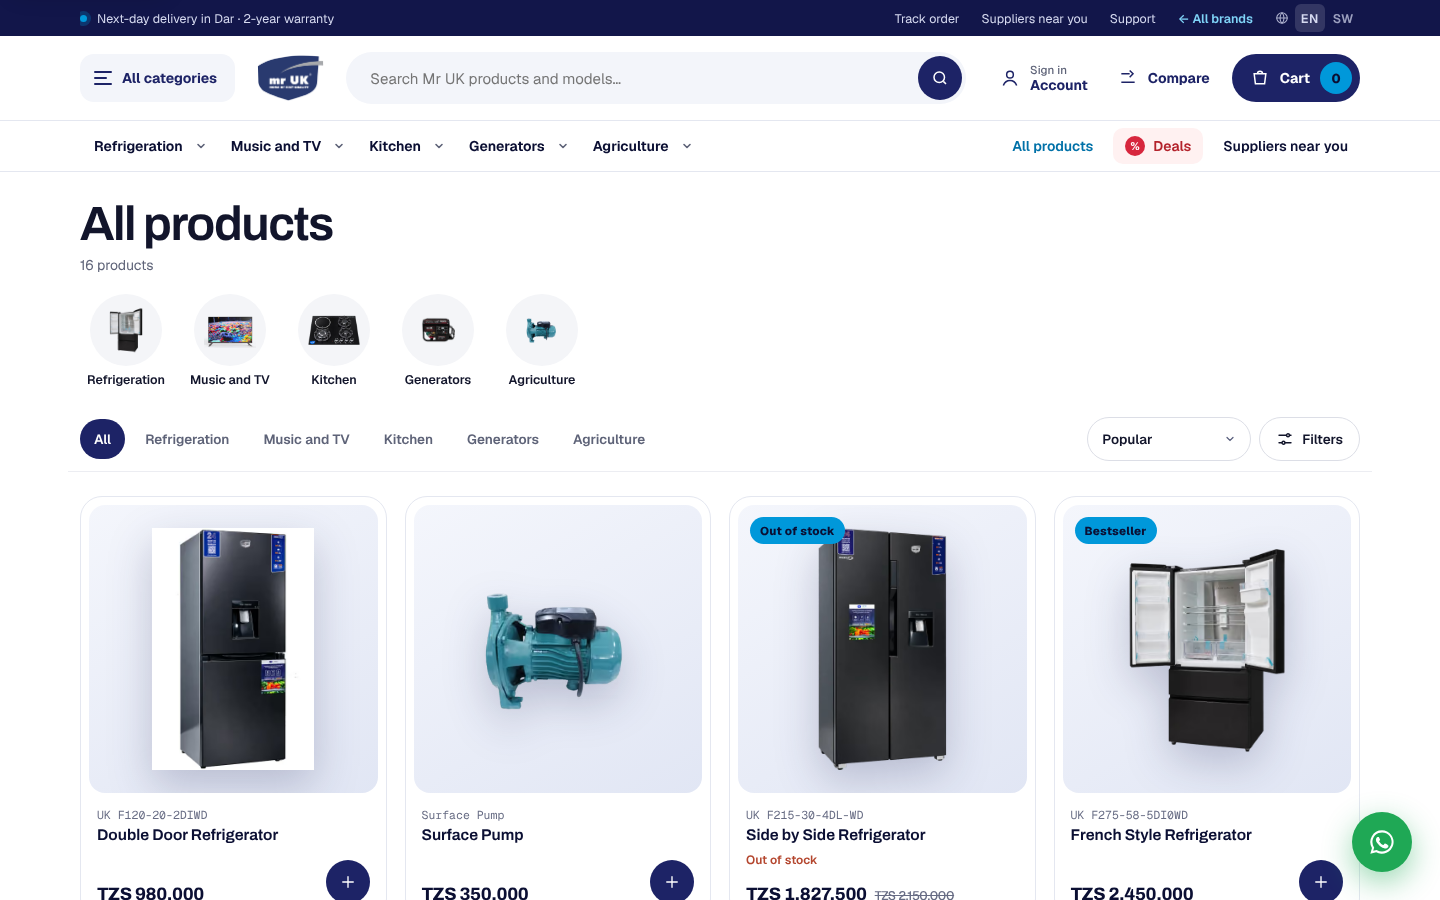 Next-day delivery in Dar · 2-year warranty
Track order
Suppliers near you
Support
← All brands
EN
SW
All categories
mr UK
Search Mr UK products and models...
Sign in
Account
Compare
Cart
0
Refrigeration
Music and TV
Kitchen
Generators
Agriculture
All products
% Deals
Suppliers near you
All products
16 products
Refrigeration
Music and TV
Kitchen
Generators
Agriculture
All
Refrigeration
Music and TV
Kitchen
Generators
Agriculture
Popular
Filters
Out of stock
Bestseller
UK F120-20-2DIWD
Double Door Refrigerator
TZS 980,000
Surface Pump
Surface Pump
TZS 350,000
UK F215-30-4DL-WD
Side by Side Refrigerator
Out of stock
TZS 1,827,500 TZS 2,150,000
UK F275-58-5DI0WD
French Style Refrigerator
TZS 2,450,000